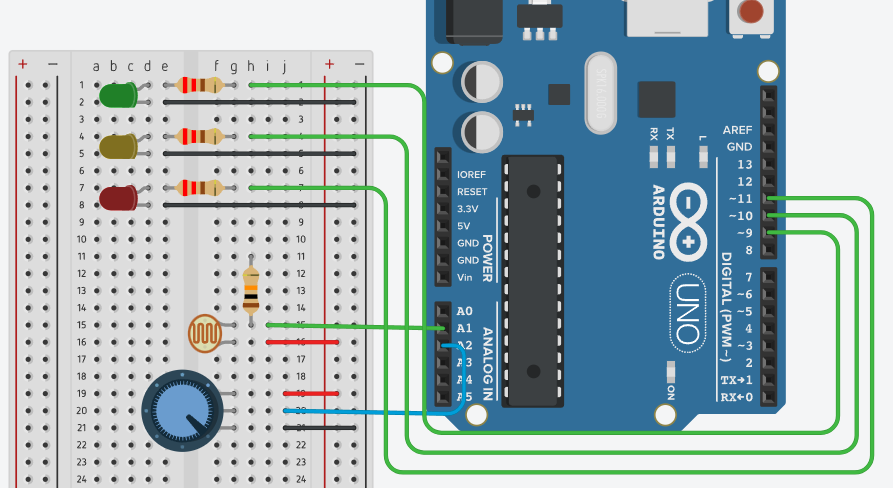 + − a b c d e f g h i j + −
1 1
2 2
3 3
4 4
5 5
6 6
7 7
8 8
9 9
10 10
11 11
12 12
13 13
14 14
15 15
16 16
17 17
18 18
19 19
20 20
21 21
22 22
23 23
24 24
IOREF
RESET
3.3V
5V
GND
GND
Vin
POWER
A0
A1
A2
A3
A4
A5
ANALOG IN
RX
TX
L
ARDUINO
UNO
ON
AREF
GND
13
12
~11
~10
~9
8
7
~6
~5
4
~3
2
TX→1
RX←0
DIGITAL (PWM~)